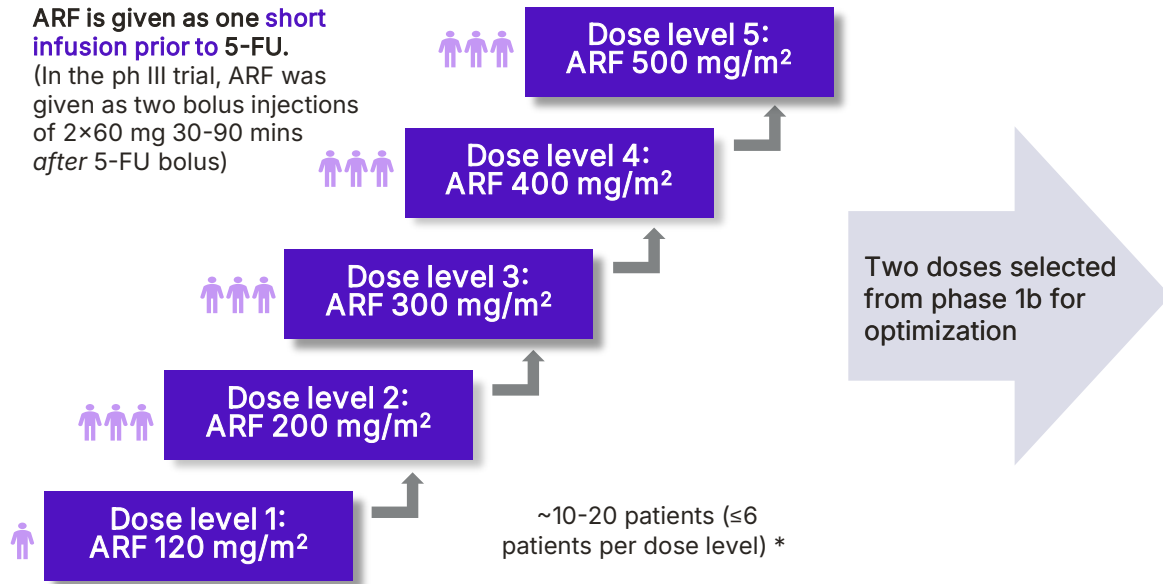 ARF is given as one short
infusion prior to 5-FU.
(In the ph III trial, ARF was
given as two bolus injections
of 2×60 mg 30-90 mins
after 5-FU bolus)
Dose level 5:
ARF 500 mg/m²
Dose level 4:
ARF 400 mg/m²
Dose level 3:
ARF 300 mg/m²
Dose level 2:
ARF 200 mg/m²
Dose level 1:
ARF 120 mg/m²
Two doses selected
from phase 1b for
optimization
~10-20 patients (≤6
patients per dose level) *